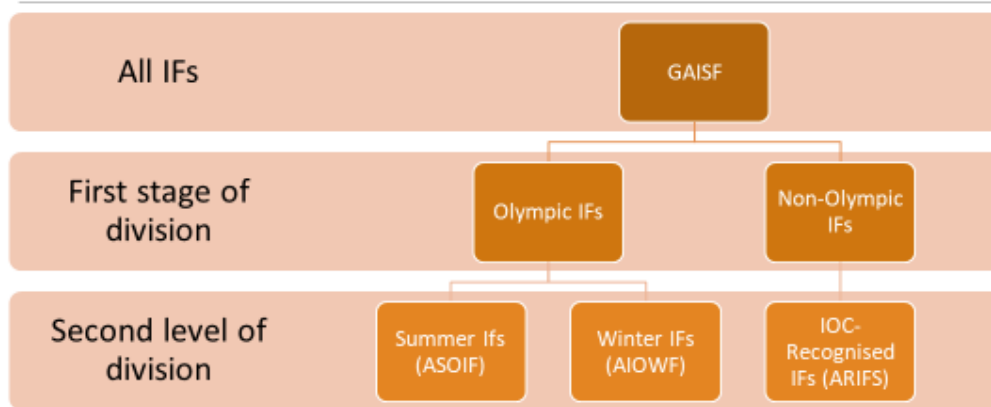 All IFs
GAISF
First stage of
division
Olympic IFs
Non-Olympic
IFs
Second level of
division
Summer Ifs
(ASOIF)
Winter IFs
(AIOWF)
IOC-
Recognised
IFs (ARIFS)